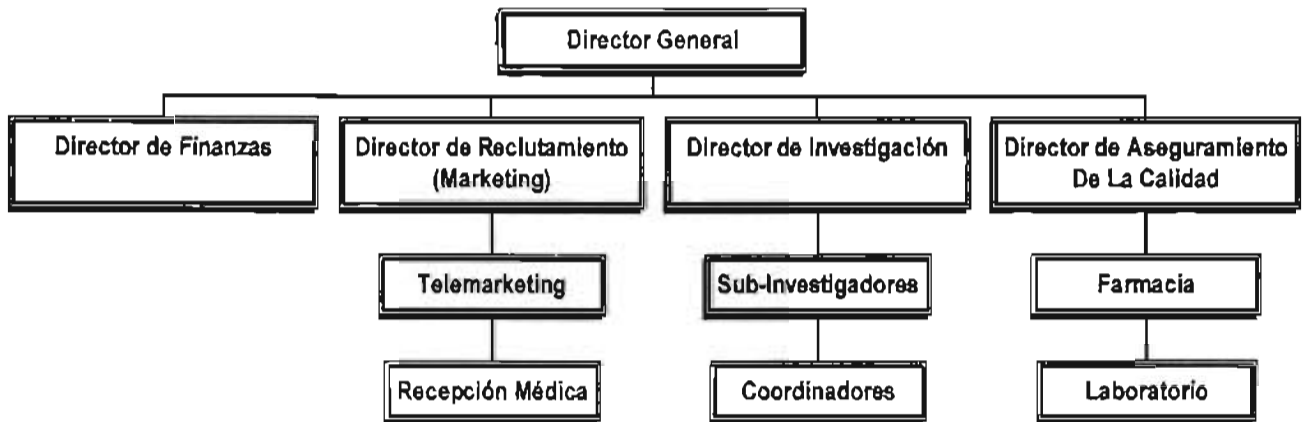 Director General
Director de Finanzas
Director de Reclutamiento
(Marketing)
Director de Investigación
Director de Aseguramiento
De La Calidad
Telemarketing
Sub-Investigadores
Farmacia
Recepción Médica
Coordinadores
Laboratorio